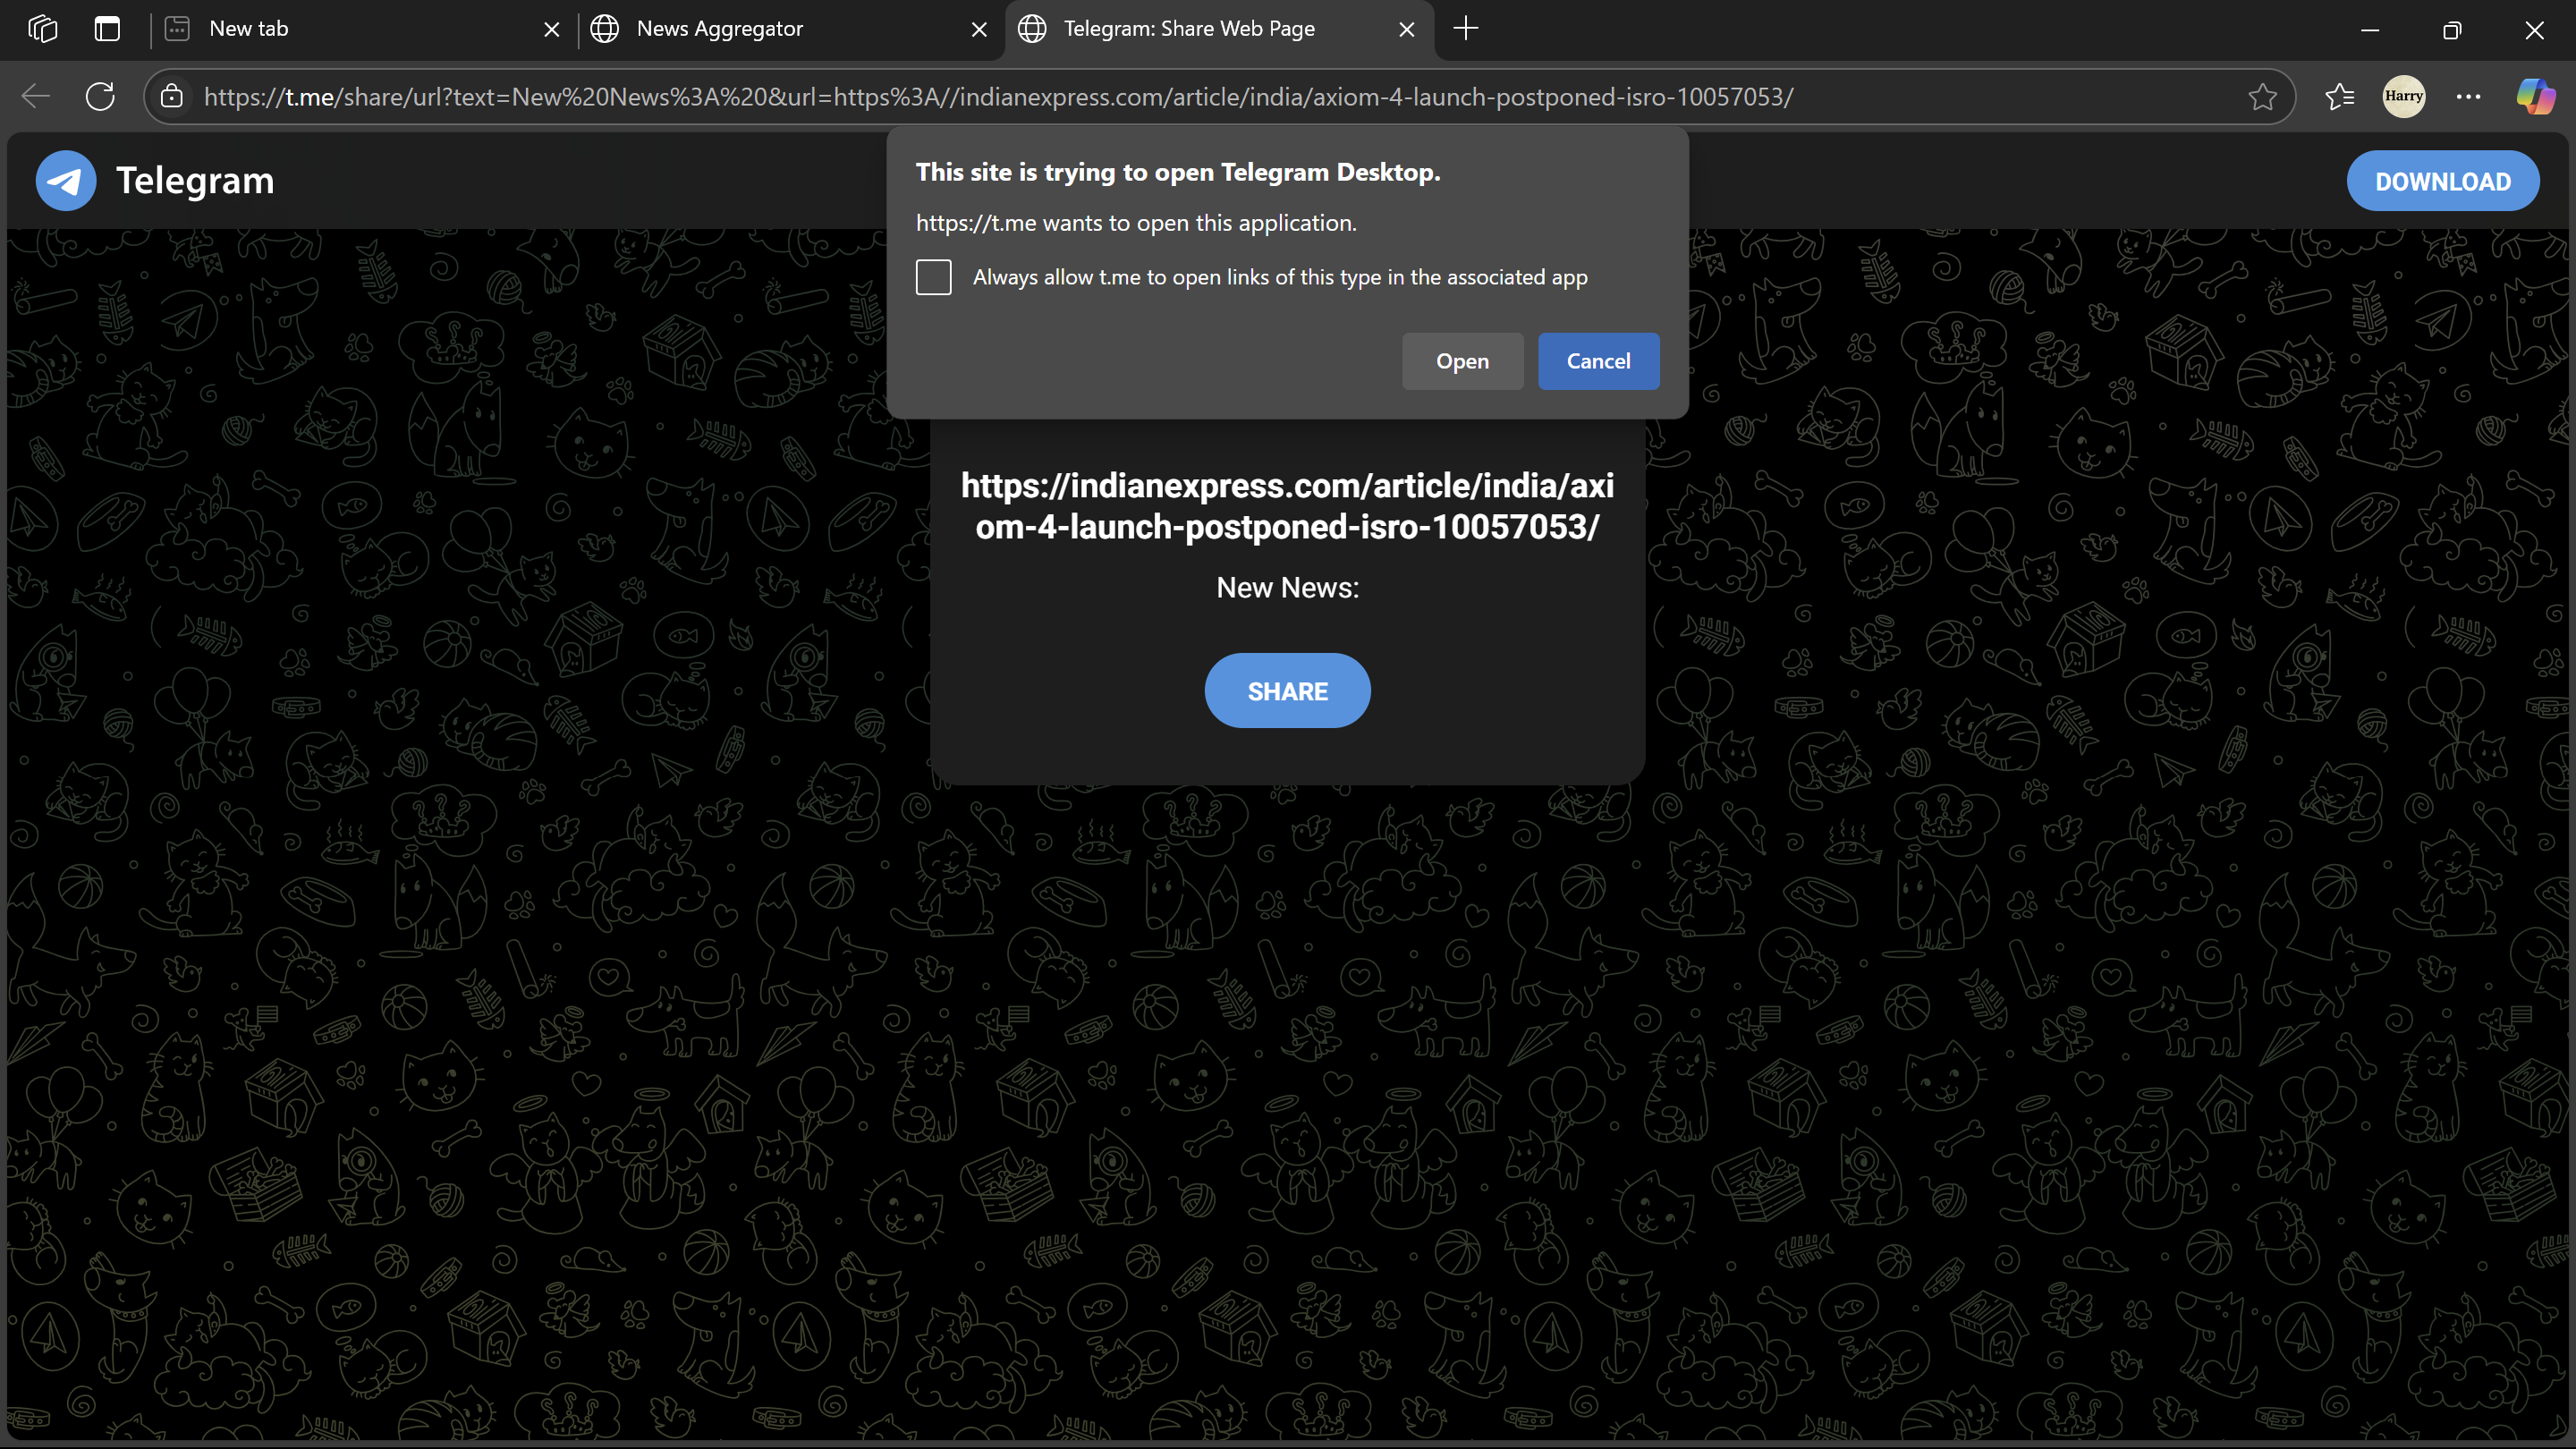 New tab
News Aggregator
Telegram: Share Web Page
https://t.me/share/url?text=New%20News%3A%20&url=https%3A//indianexpress.com/article/india/axiom-4-launch-postponed-isro-10057053/
Harry
Telegram
DOWNLOAD
This site is trying to open Telegram Desktop.
https://t.me wants to open this application.
Always allow t.me to open links of this type in the associated app
Open
Cancel
https://indianexpress.com/article/india/axi
om-4-launch-postponed-isro-10057053/
New News:
SHARE